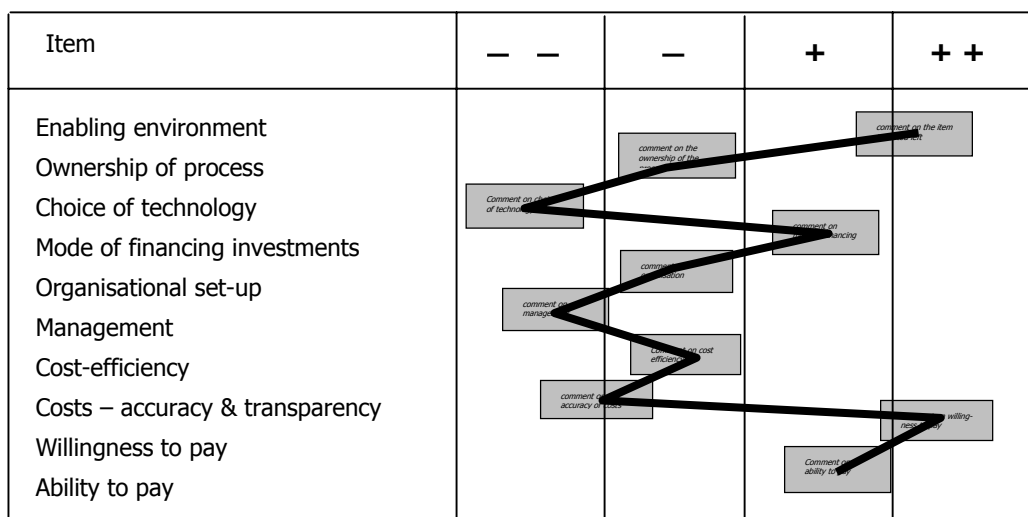 Item
– –
–
+
+ +
Enabling environment
Ownership of process
Choice of technology
Mode of financing investments
Organisational set-up
Management
Cost-efficiency
Costs – accuracy & transparency
Willingness to pay
Ability to pay
comment on the item
left
comment on the
ownership of the
Comment on
of technology
comment on
comment
comment on
Comment on cost
efficiency
comment
accuracy of costs
willing-
ness
Comment on
ability to pay